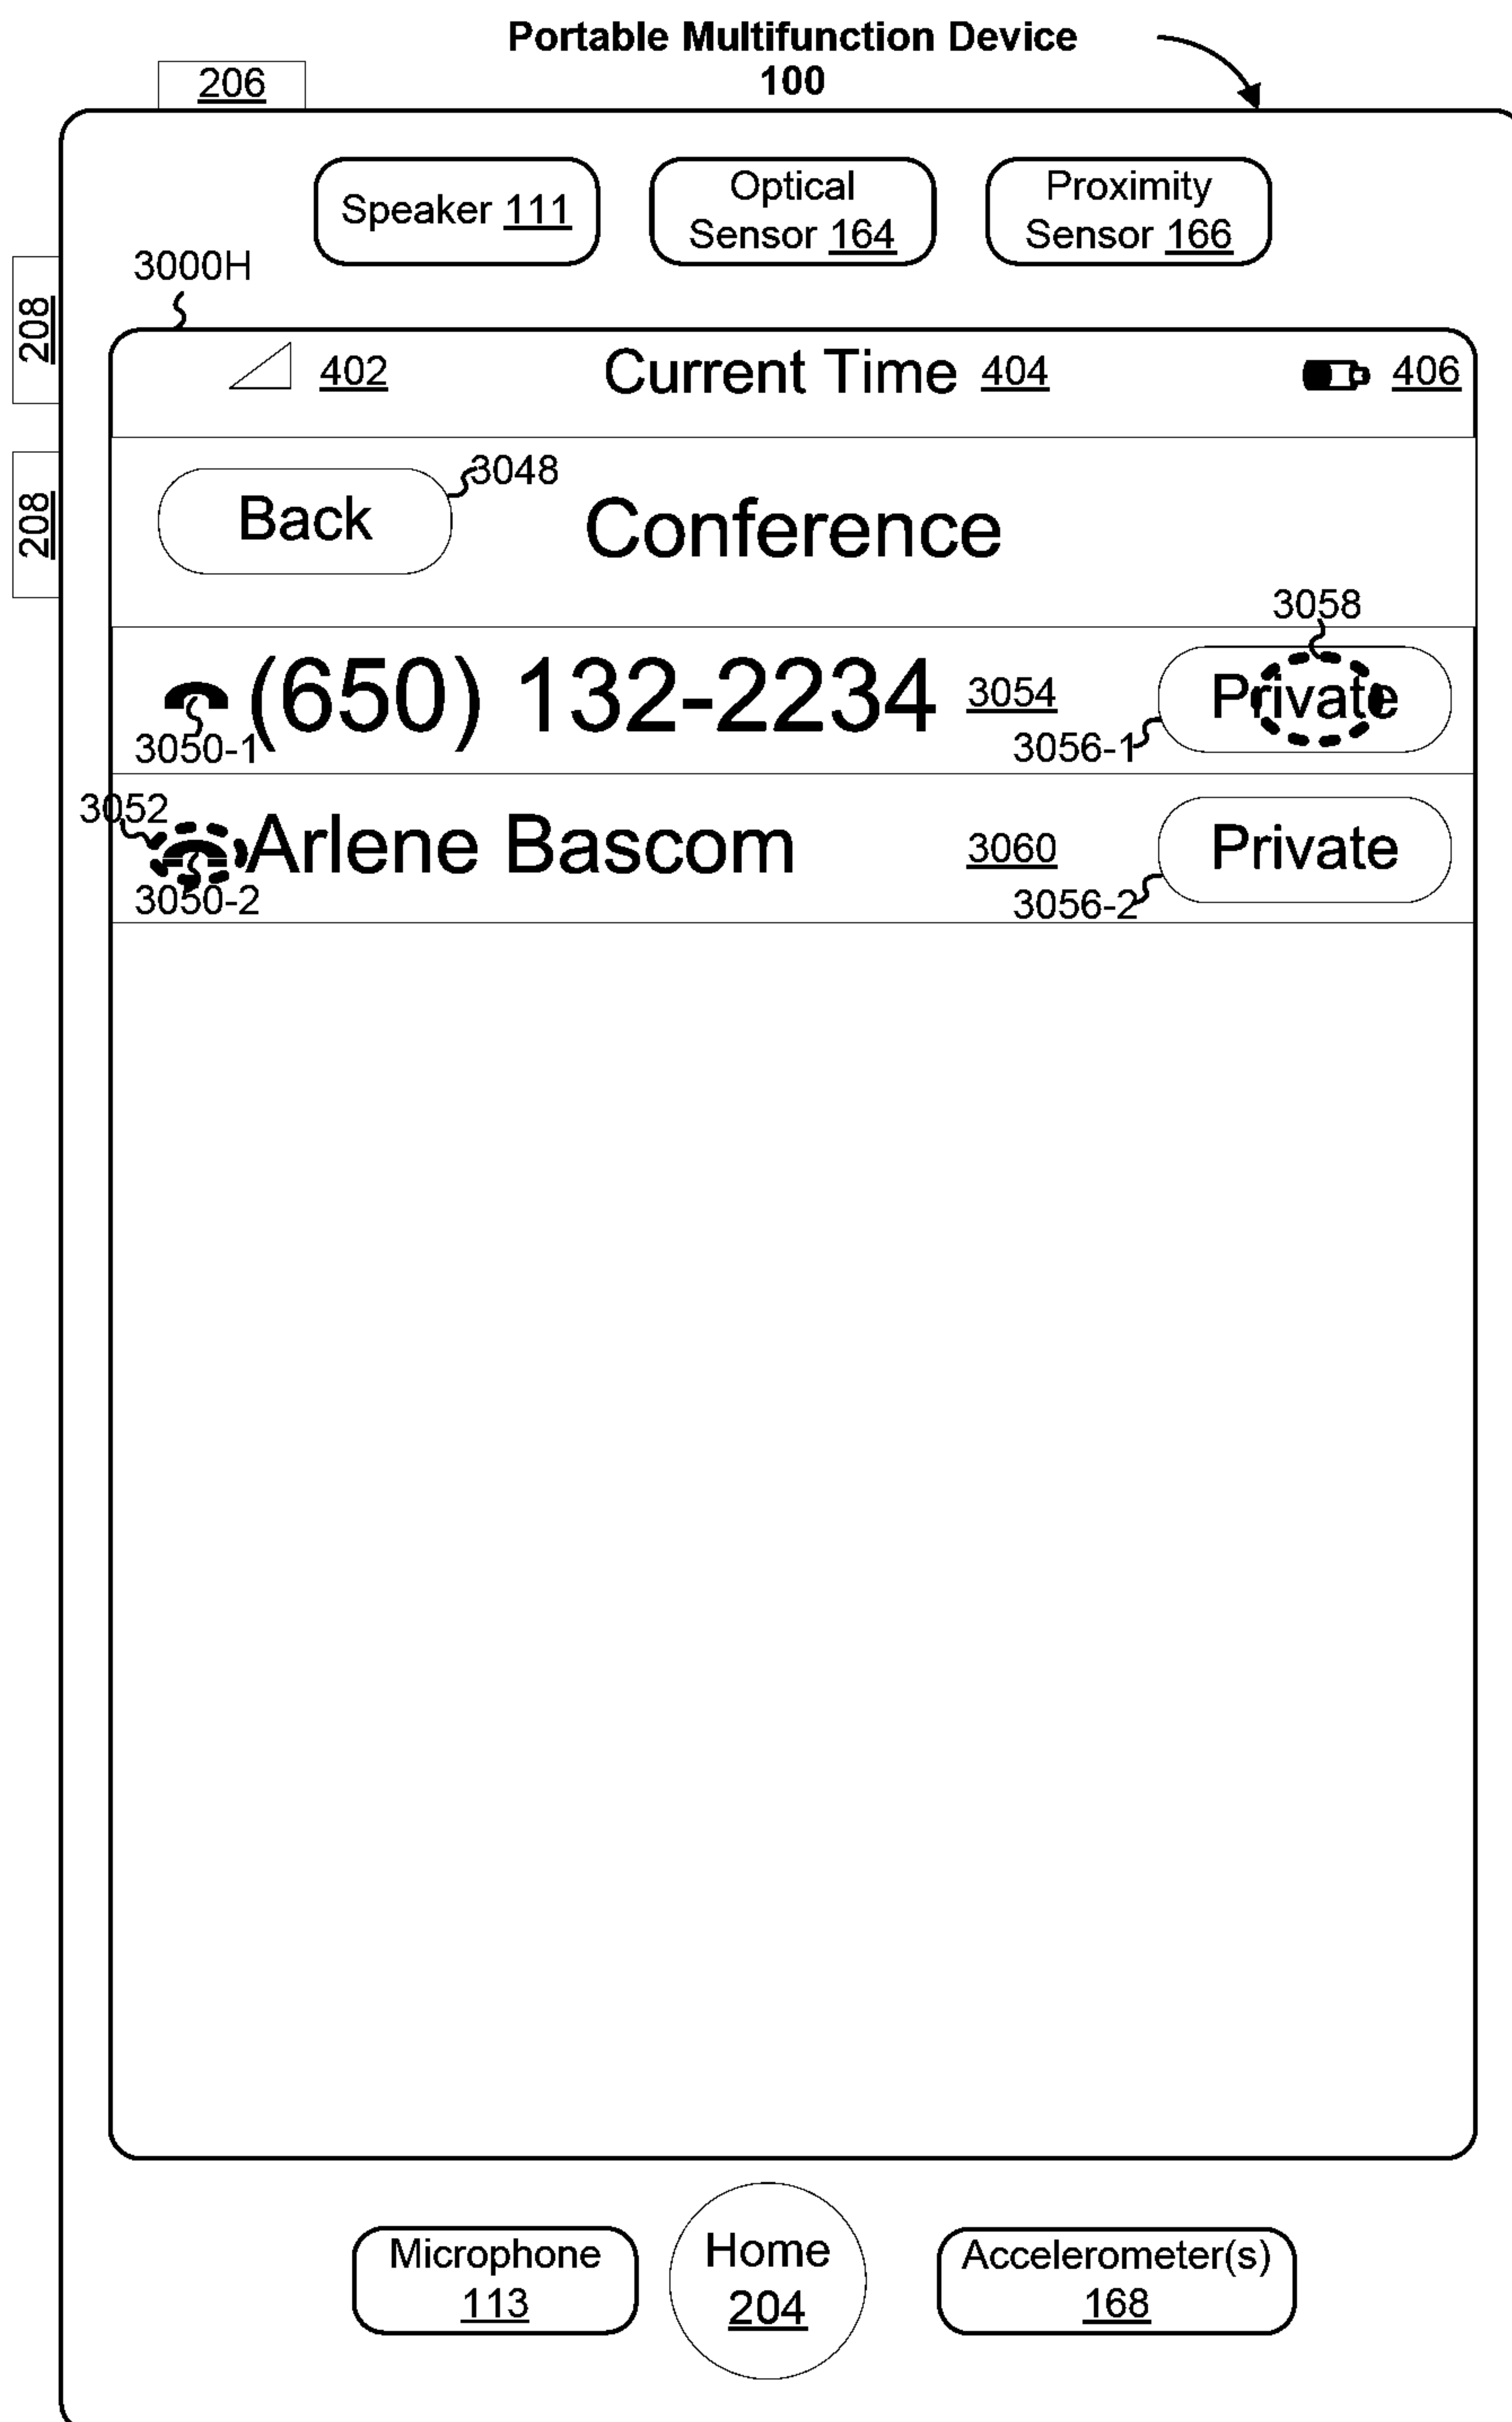 Portable Multifunction Device
100
206
Speaker 111
Optical
Sensor 164
Proximity
Sensor 166
3000H
208
402
Current Time 404
406
208
Back
3048
Conference
3058
(650) 132-2234
3054
Private
3050-1
3056-1
3052
Arlene Bascom
3060
Private
3050-2
3056-2
Microphone
113
Home
204
Accelerometer(s)
168